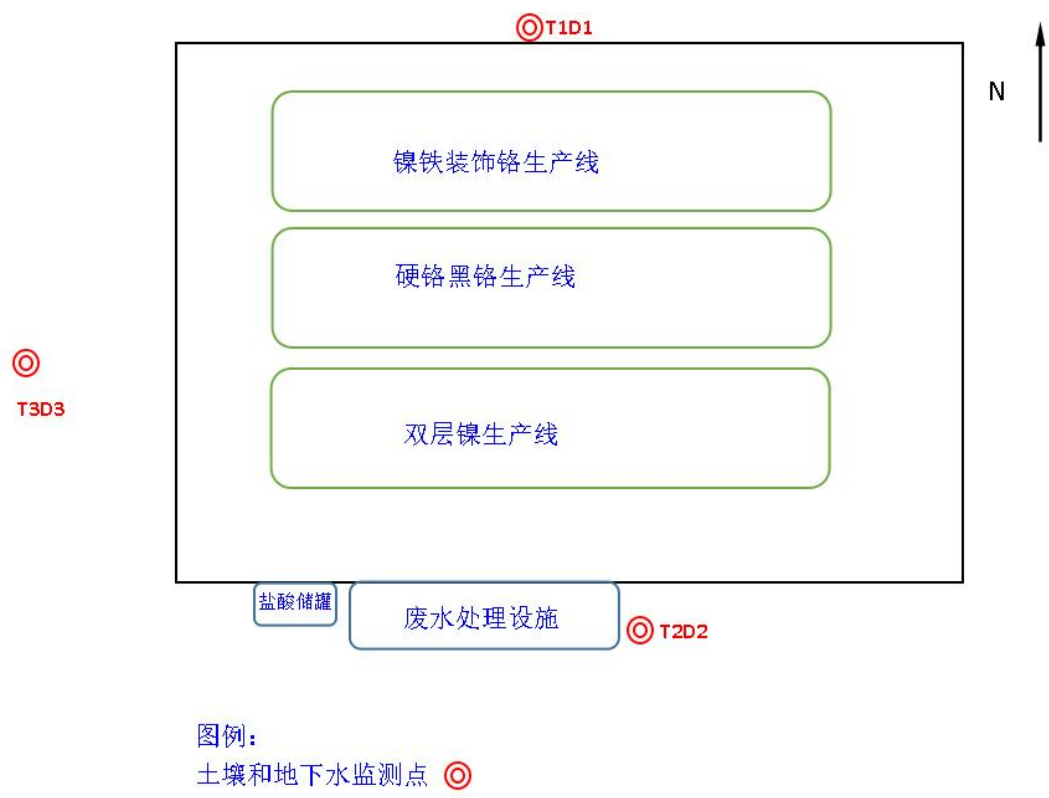 T1D1
N
镍铁装饰铬生产线
硬铬黑铬生产线
T3D3
双层镍生产线
盐酸储罐
废水处理设施
T2D2
图例：
土壤和地下水监测点